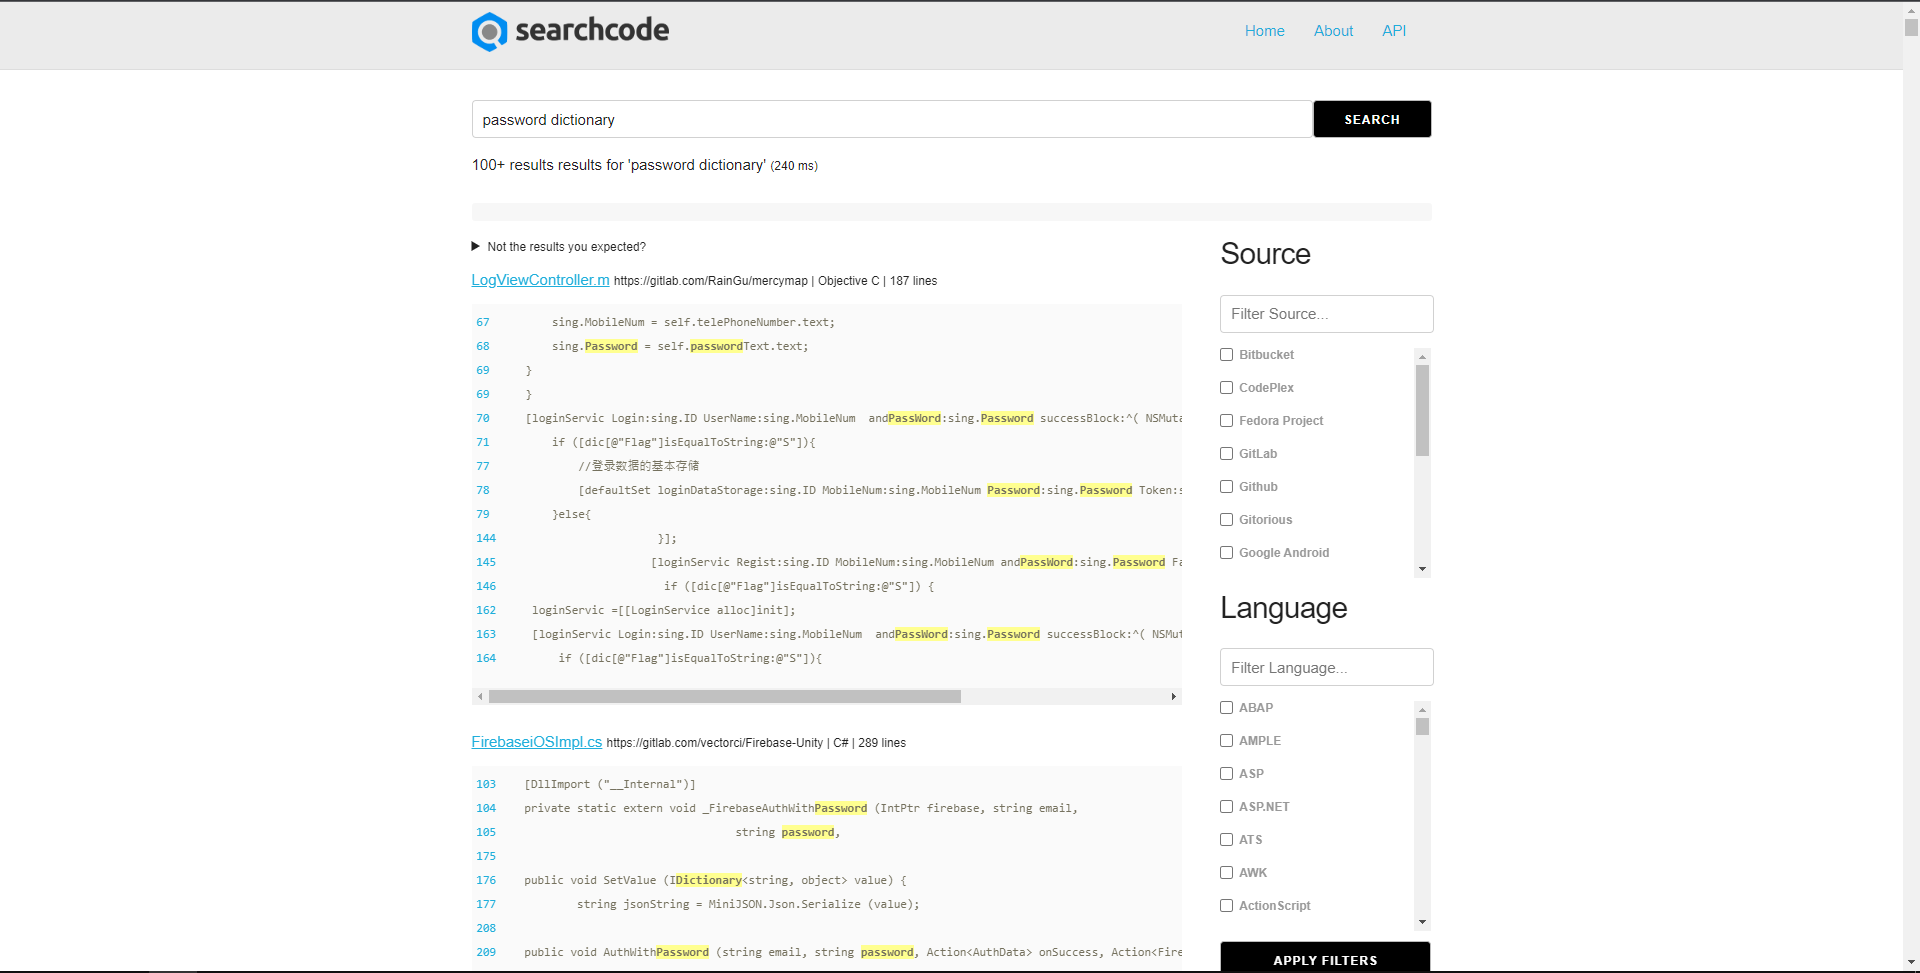 searchcode
Home About API
password dictionary
SEARCH
100+ results results for 'password dictionary' (240 ms)
▶ Not the results you expected?
LogViewController.m https://gitlab.com/RainGu/mercymap | Objective C | 187 lines
67 sing.MobileNum = self.telePhoneNumber.text;
68 sing.Password = self.passwordText.text;
69 }
69 }
70 [loginServic Login:sing.ID UserName:sing.MobileNum andPassWord:sing.Password successBlock:^( NSMuta
71 if ([dic[@"Flag"]isEqualToString:@"S"]){
77 //登录数据的基本存储
78 [defaultSet loginDataStorage:sing.ID MobileNum:sing.MobileNum Password:sing.Password Token:s
79 }else{
144 }];
145 [loginServic Regist:sing.ID MobileNum:sing.MobileNum andPassWord:sing.Password Fa
146 if ([dic[@"Flag"]isEqualToString:@"S"]) {
162 loginServic =[[LoginService alloc]init];
163 [loginServic Login:sing.ID UserName:sing.MobileNum andPassWord:sing.Password successBlock:^( NSMut
164 if ([dic[@"Flag"]isEqualToString:@"S"]){
FirebaseiOSImpl.cs https://gitlab.com/vectorci/Firebase-Unity | C# | 289 lines
103 [DllImport ("__Internal")]
104 private static extern void _FirebaseAuthWithPassword (IntPtr firebase, string email,
105 string password,
175
176 public void SetValue (IDictionary<string, object> value) {
177 string jsonString = MiniJSON.Json.Serialize (value);
208
209 public void AuthWithPassword (string email, string password, Action<AuthData> onSuccess, Action<Fire
Source
Filter Source...
Bitbucket
CodePlex
Fedora Project
GitLab
Github
Gitorious
Google Android
Language
Filter Language...
ABAP
AMPLE
ASP
ASP.NET
ATS
AWK
ActionScript
APPLY FILTERS